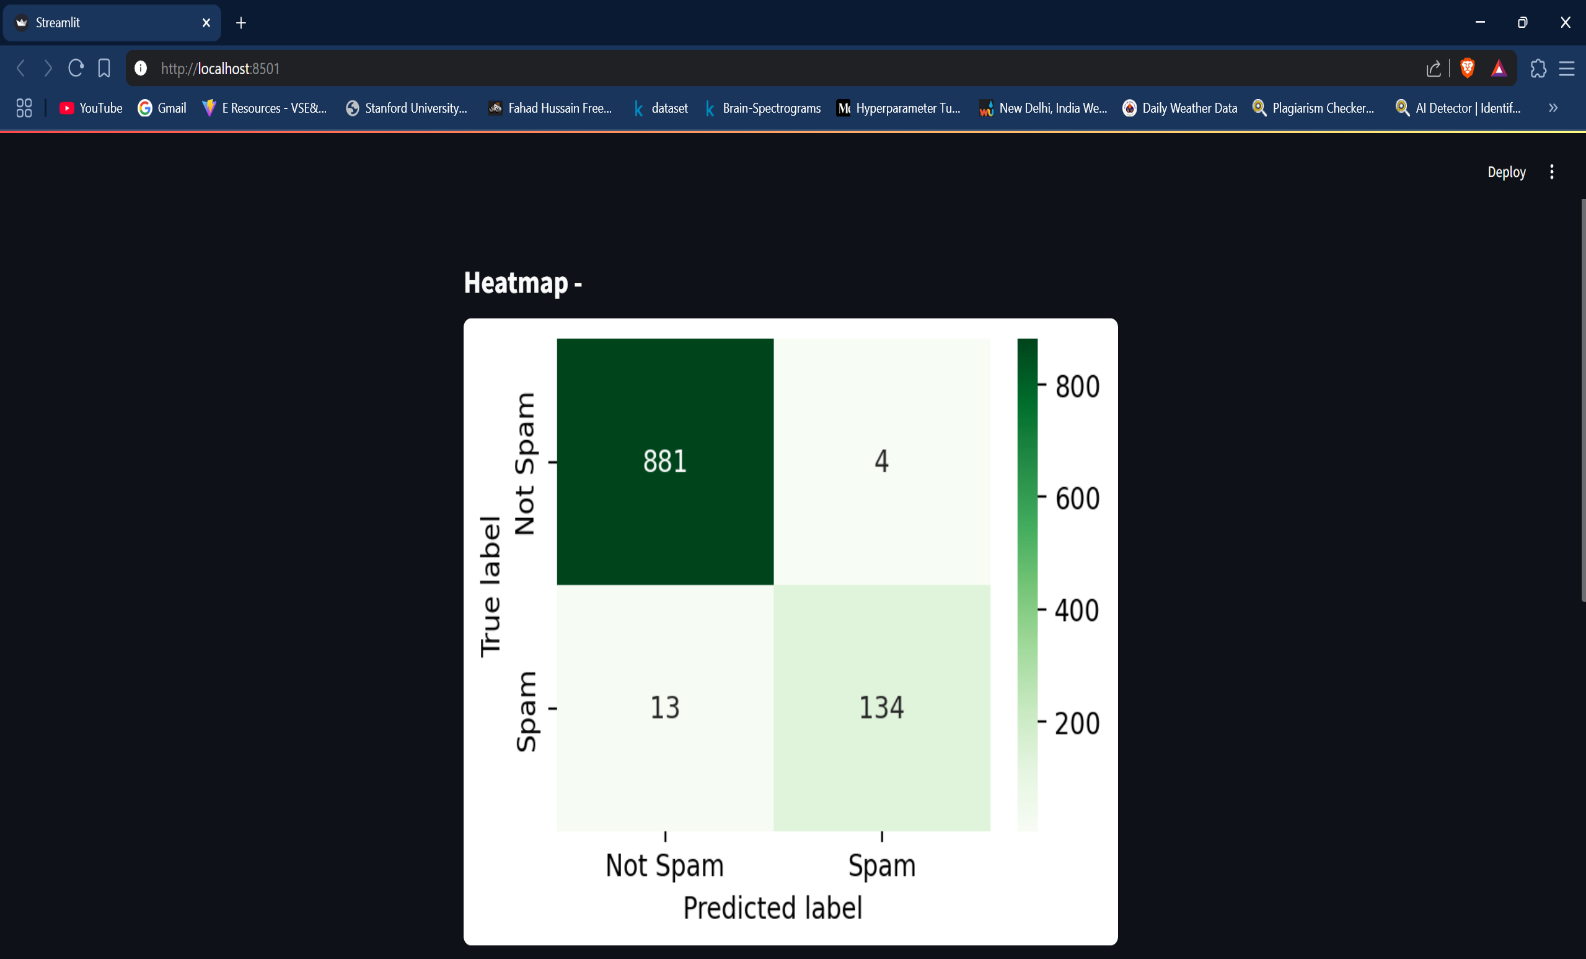 Streamlit
http://localhost:8501
YouTube Gmail E Resources - VSE&... Stanford University... Fahad Hussain Free... dataset Brain-Spectrograms Hyperparameter Tu... New Delhi, India We... Daily Weather Data Plagiarism Checker... AI Detector | Identif...
Deploy
Heatmap -
881 4
13 134
True label
Not Spam
Spam
Not Spam Spam
Predicted label
800
600
400
200